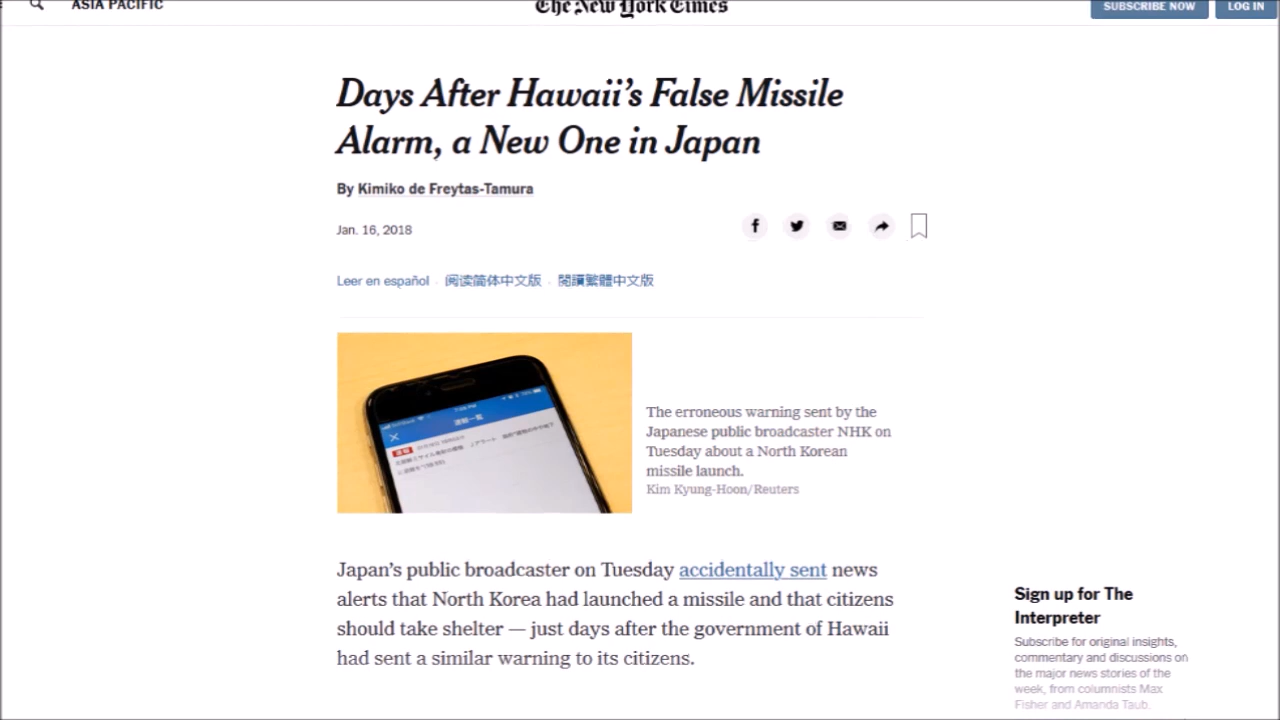 ASIA PACIFIC
The New York Times
SUBSCRIBE NOW
LOG IN
Days After Hawaii's False Missile
Alarm, a New One in Japan
By Kimiko de Freytas-Tamura
Jan. 16, 2018
Leer en español · 阅读简体中文版 · 閱讀繁體中文版
速報一覧
速報
The erroneous warning sent by the
Japanese public broadcaster NHK on
Tuesday about a North Korean
missile launch.
Kim Kyung-Hoon/Reuters
Japan's public broadcaster on Tuesday accidentally sent news
alerts that North Korea had launched a missile and that citizens
should take shelter — just days after the government of Hawaii
had sent a similar warning to its citizens.
Sign up for The
Interpreter
Subscribe for original insights,
commentary and discussions on
the major news stories of the
week, from columnists Max
Fisher and Amanda Taub.